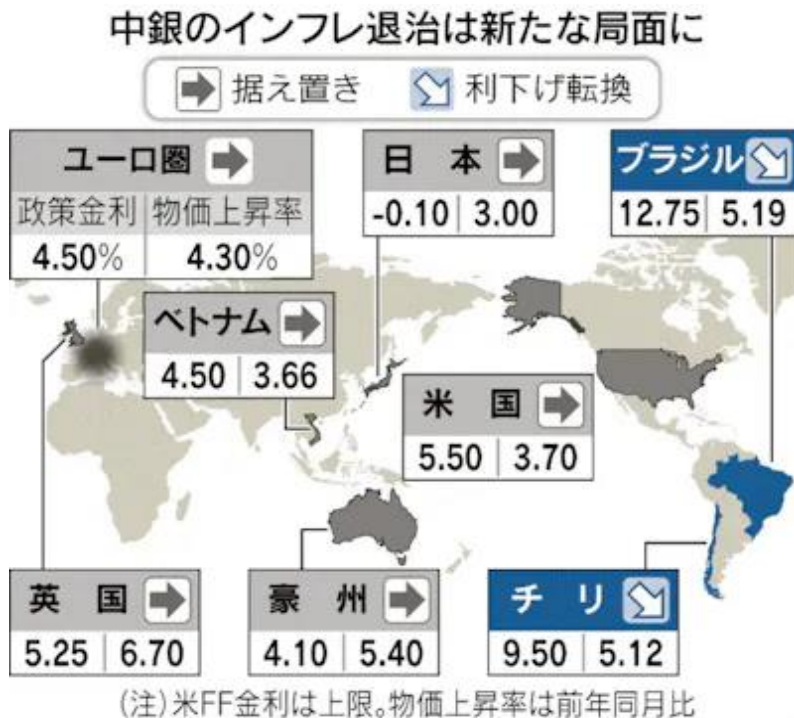 中銀のインフレ退治は新たな局面に
据え置き 利下げ転換
ユーロ圏
政策金利 物価上昇率
4.50% 4.30%
日本
-0.10 3.00
ブラジル
12.75 5.19
ベトナム
4.50 3.66
米国
5.50 3.70
英国
5.25 6.70
豪州
4.10 5.40
チリ
9.50 5.12
(注)米FF金利は上限。物価上昇率は前年同月比